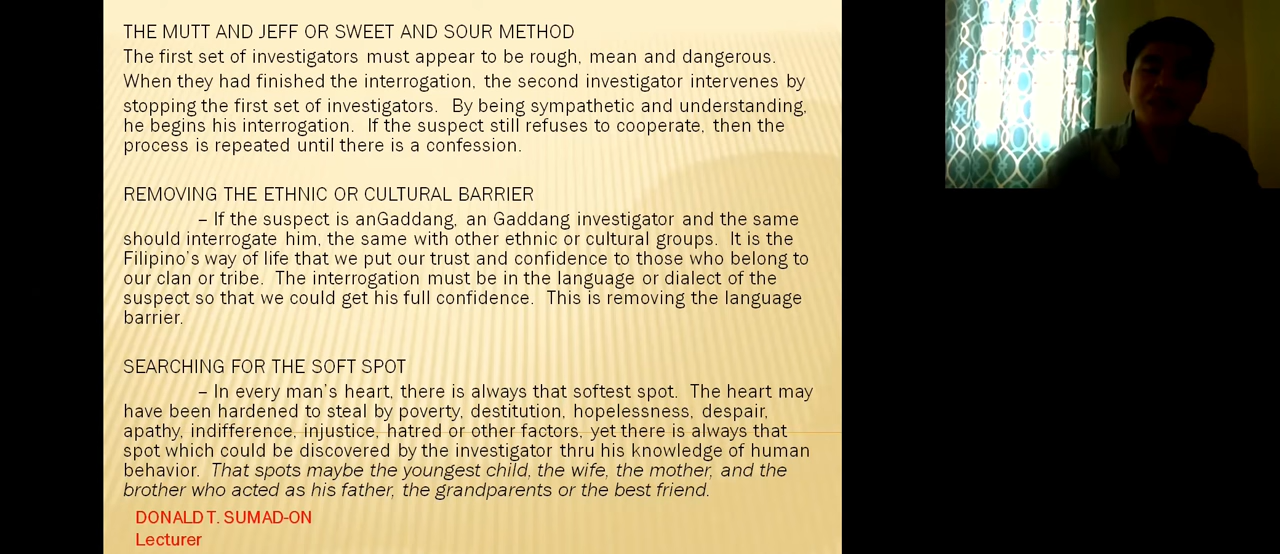 THE MUTT AND JEFF OR SWEET AND SOUR METHOD
The first set of investigators must appear to be rough, mean and dangerous.
When they had finished the interrogation, the second investigator intervenes by
stopping the first set of investigators. By being sympathetic and understanding,
he begins his interrogation. If the suspect still refuses to cooperate, then the
process is repeated until there is a confession.
REMOVING THE ETHNIC OR CULTURAL BARRIER
– If the suspect is anGaddang, an Gaddang investigator and the same
should interrogate him, the same with other ethnic or cultural groups. It is the
Filipino's way of life that we put our trust and confidence to those who belong to
our clan or tribe. The interrogation must be in the language or dialect of the
suspect so that we could get his full confidence. This is removing the language
barrier.
SEARCHING FOR THE SOFT SPOT
– In every man's heart, there is always that softest spot. The heart may
have been hardened to steal by poverty, destitution, hopelessness, despair,
apathy, indifference, injustice, hatred or other factors, yet there is always that
spot which could be discovered by the investigator thru his knowledge of human
behavior. That spots maybe the youngest child, the wife, the mother, and the
brother who acted as his father, the grandparents or the best friend.
DONALD T. SUMAD-ON
Lecturer